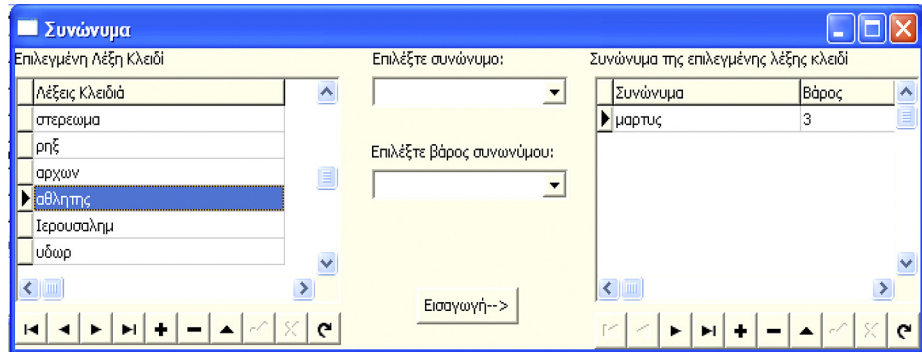 Συνώνυμα
Επιλεγμένη Λέξη Κλειδί
Λέξεις Κλειδιά
στερεωμα
ρηξ
αρχων
αθλητης
Ιερουσαλημ
υδωρ
Επιλέξτε συνώνυμο:
Επιλέξτε βάρος συνωνύμου:
Εισαγωγή-->
Συνώνυμα της επιλεγμένης λέξης κλειδί
Συνώνυμα Βάρος
μαρτυς 3